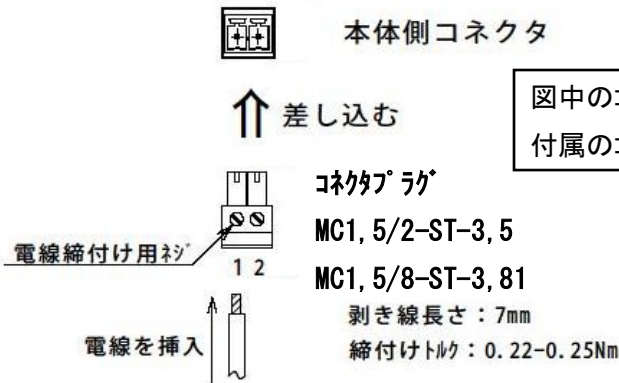 本体側コネクタ
図中の
付属の
差し込む
コネクタプラグ
MC1,5/2-ST-3,5
電線締付け用ネジ
1 2
MC1,5/8-ST-3,81
剥き線長さ：7mm
電線を挿入
締付けトルク：0.22-0.25Nm